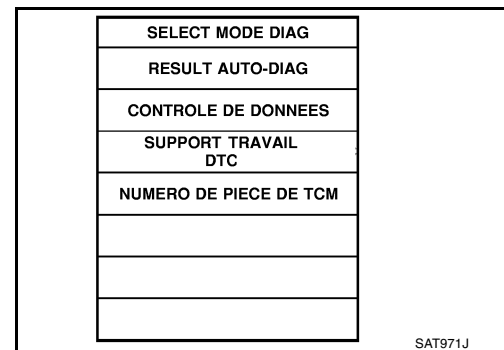 SELECT MODE DIAG
RESULT AUTO-DIAG
CONTROLE DE DONNEES
SUPPORT TRAVAIL
DTC
NUMERO DE PIECE DE TCM
SAT971J